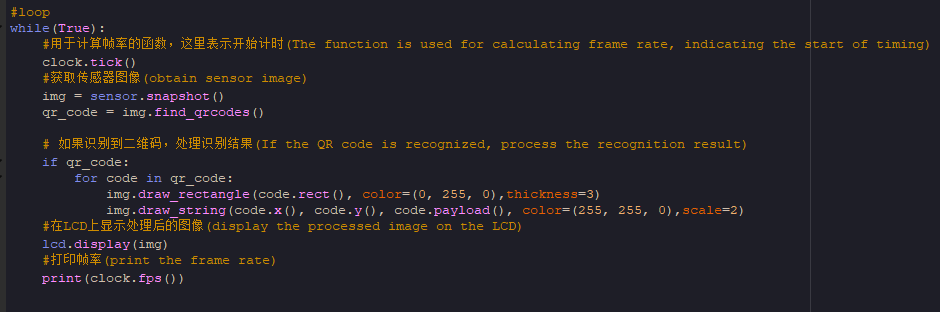 #loop
while(True):
    #用于计算帧率的函数，这里表示开始计时(The function is used for calculating frame rate, indicating the start of timing)
    clock.tick()
    #获取传感器图像(obtain sensor image)
    img = sensor.snapshot()
    qr_code = img.find_qrcodes()
    # 如果识别到二维码，处理识别结果(If the QR code is recognized, process the recognition result)
    if qr_code:
        for code in qr_code:
            img.draw_rectangle(code.rect(), color=(0, 255, 0),thickness=3)
            img.draw_string(code.x(), code.y(), code.payload(), color=(255, 255, 0),scale=2)
    #在LCD上显示处理后的图像(display the processed image on the LCD)
    lcd.display(img)
    #打印帧率(print the frame rate)
    print(clock.fps())